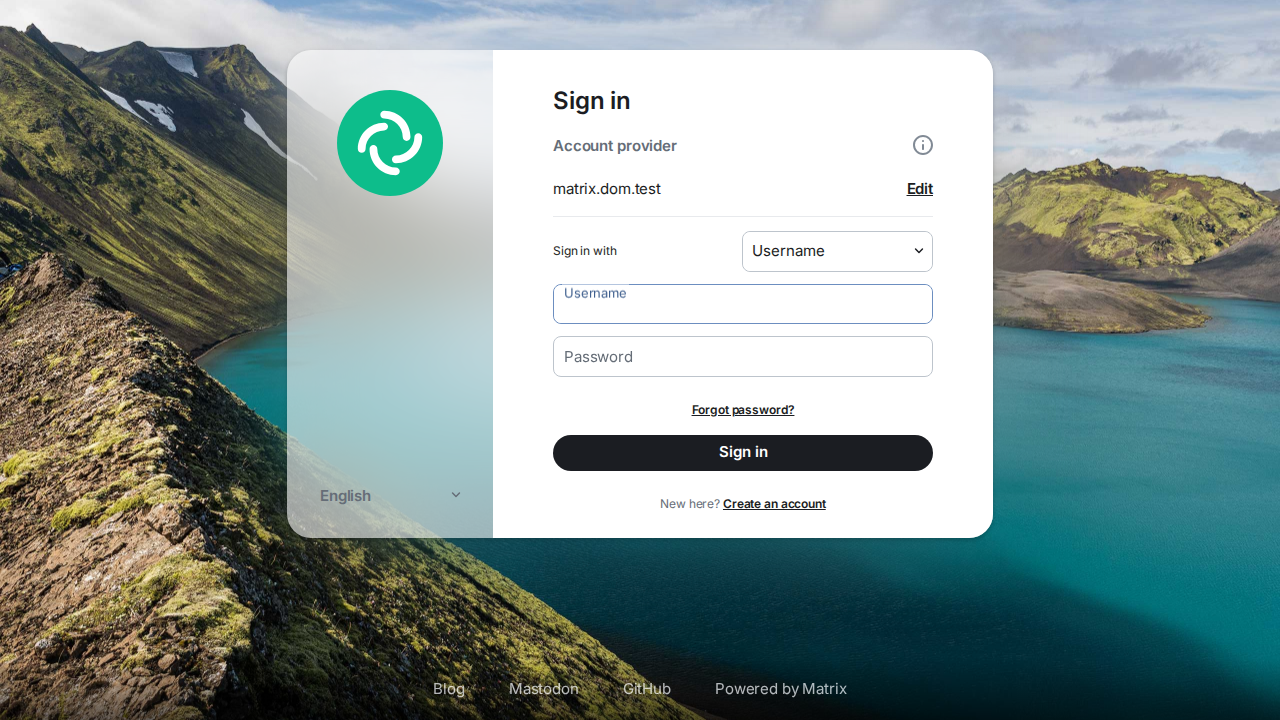 Sign in
Account provider
matrix.dom.test
Edit
Sign in with
Username
Username
Password
Forgot password?
Sign in
English
New here? Create an account
Blog
Mastodon
GitHub
Powered by Matrix